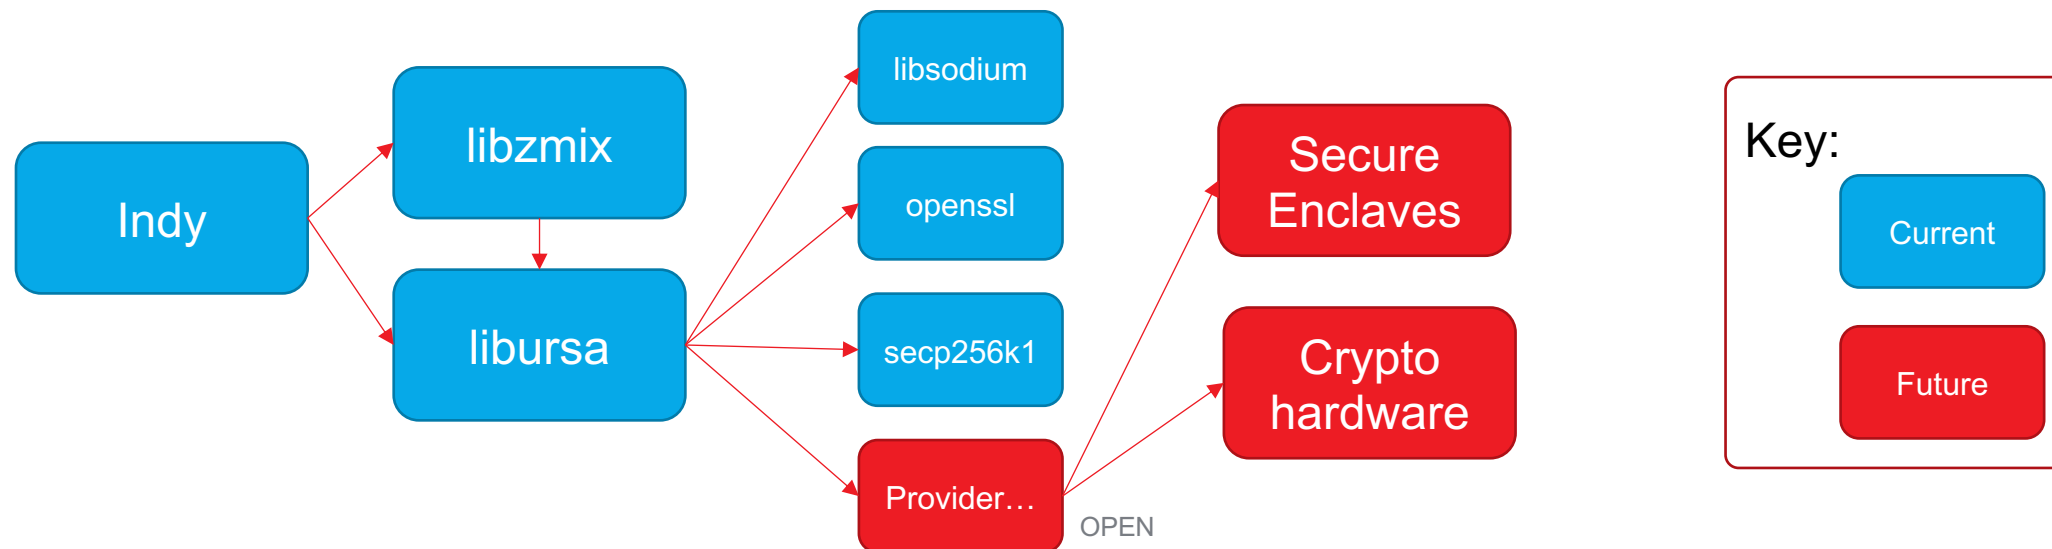 Indy
libzmix
libursa
libsodium
openssl
secp256k1
Provider…
OPEN
Secure
Enclaves
Crypto
hardware
Key:
Current
Future